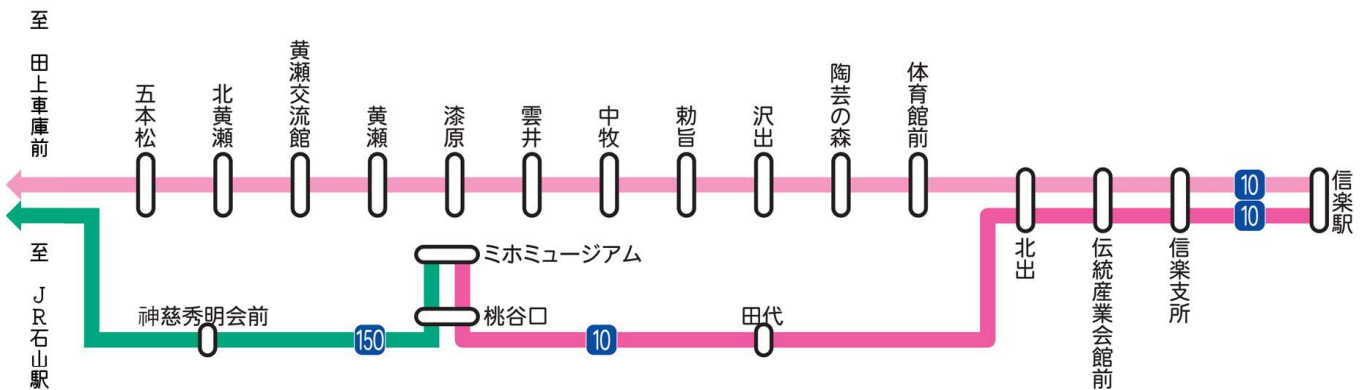 至 田上車庫前
五本松
北黄瀬
黄瀬交流館
黄瀬
漆原
雲井
中牧
勅旨
沢出
陶芸の森
体育館前
10
10
信楽駅
北出
伝統産業会館前
信楽支所
至 JR石山駅
ミホミュージアム
神慈秀明会前
150
桃谷口
10
田代